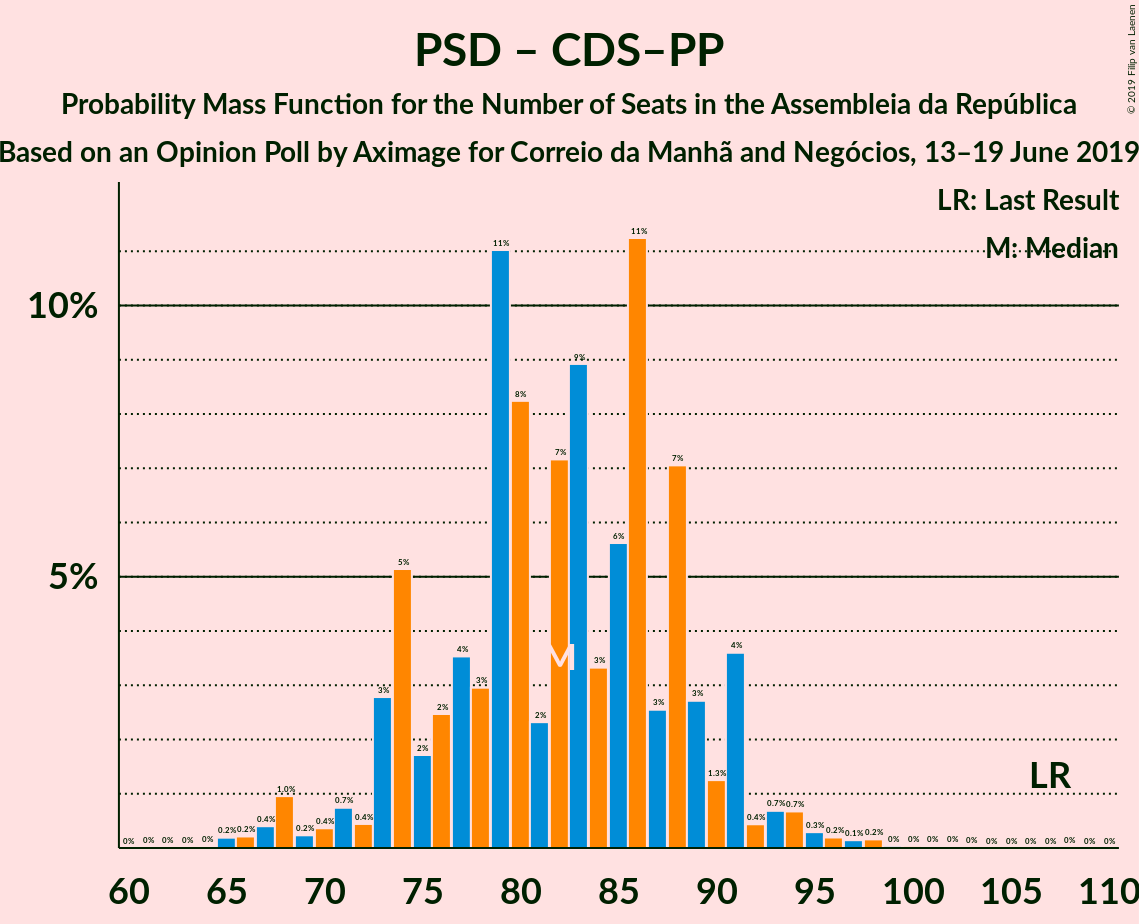 PSD – CDS–PP
Probability Mass Function for the Number of Seats in the Assembleia da República
Based on an Opinion Poll by Aximage for Correio da Manhã and Negócios, 13–19 June 2019
© 2019 Filip van Laenen
LR: Last Result
M: Median
10%
5%
0% 0% 0% 0% 0% 0.2% 0.2% 0.4% 1.0% 0.2% 0.4% 0.7% 0.4% 3% 5% 2% 2% 4% 3% 11% 8% 2% 7% 9% 3% 6% 11% 3% 7% 3% 1.3% 4% 0.4% 0.7% 0.7% 0.3% 0.2% 0.1% 0.2% 0% 0% 0% 0% 0% 0% 0% 0% 0% 0% 0% 0%
M
LR
60 65 70 75 80 85 90 95 100 105 110